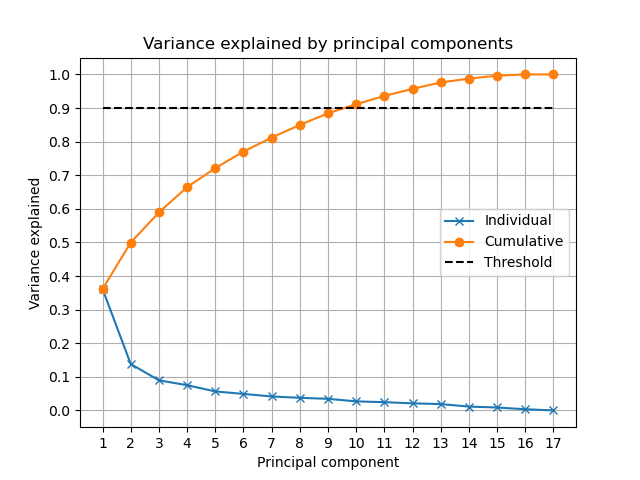 Variance explained by principal components
Variance explained
1.0
0.9
0.8
0.7
0.6
0.5
0.4
0.3
0.2
0.1
0.0
Individual
Cumulative
Threshold
1 2 3 4 5 6 7 8 9 10 11 12 13 14 15 16 17
Principal component